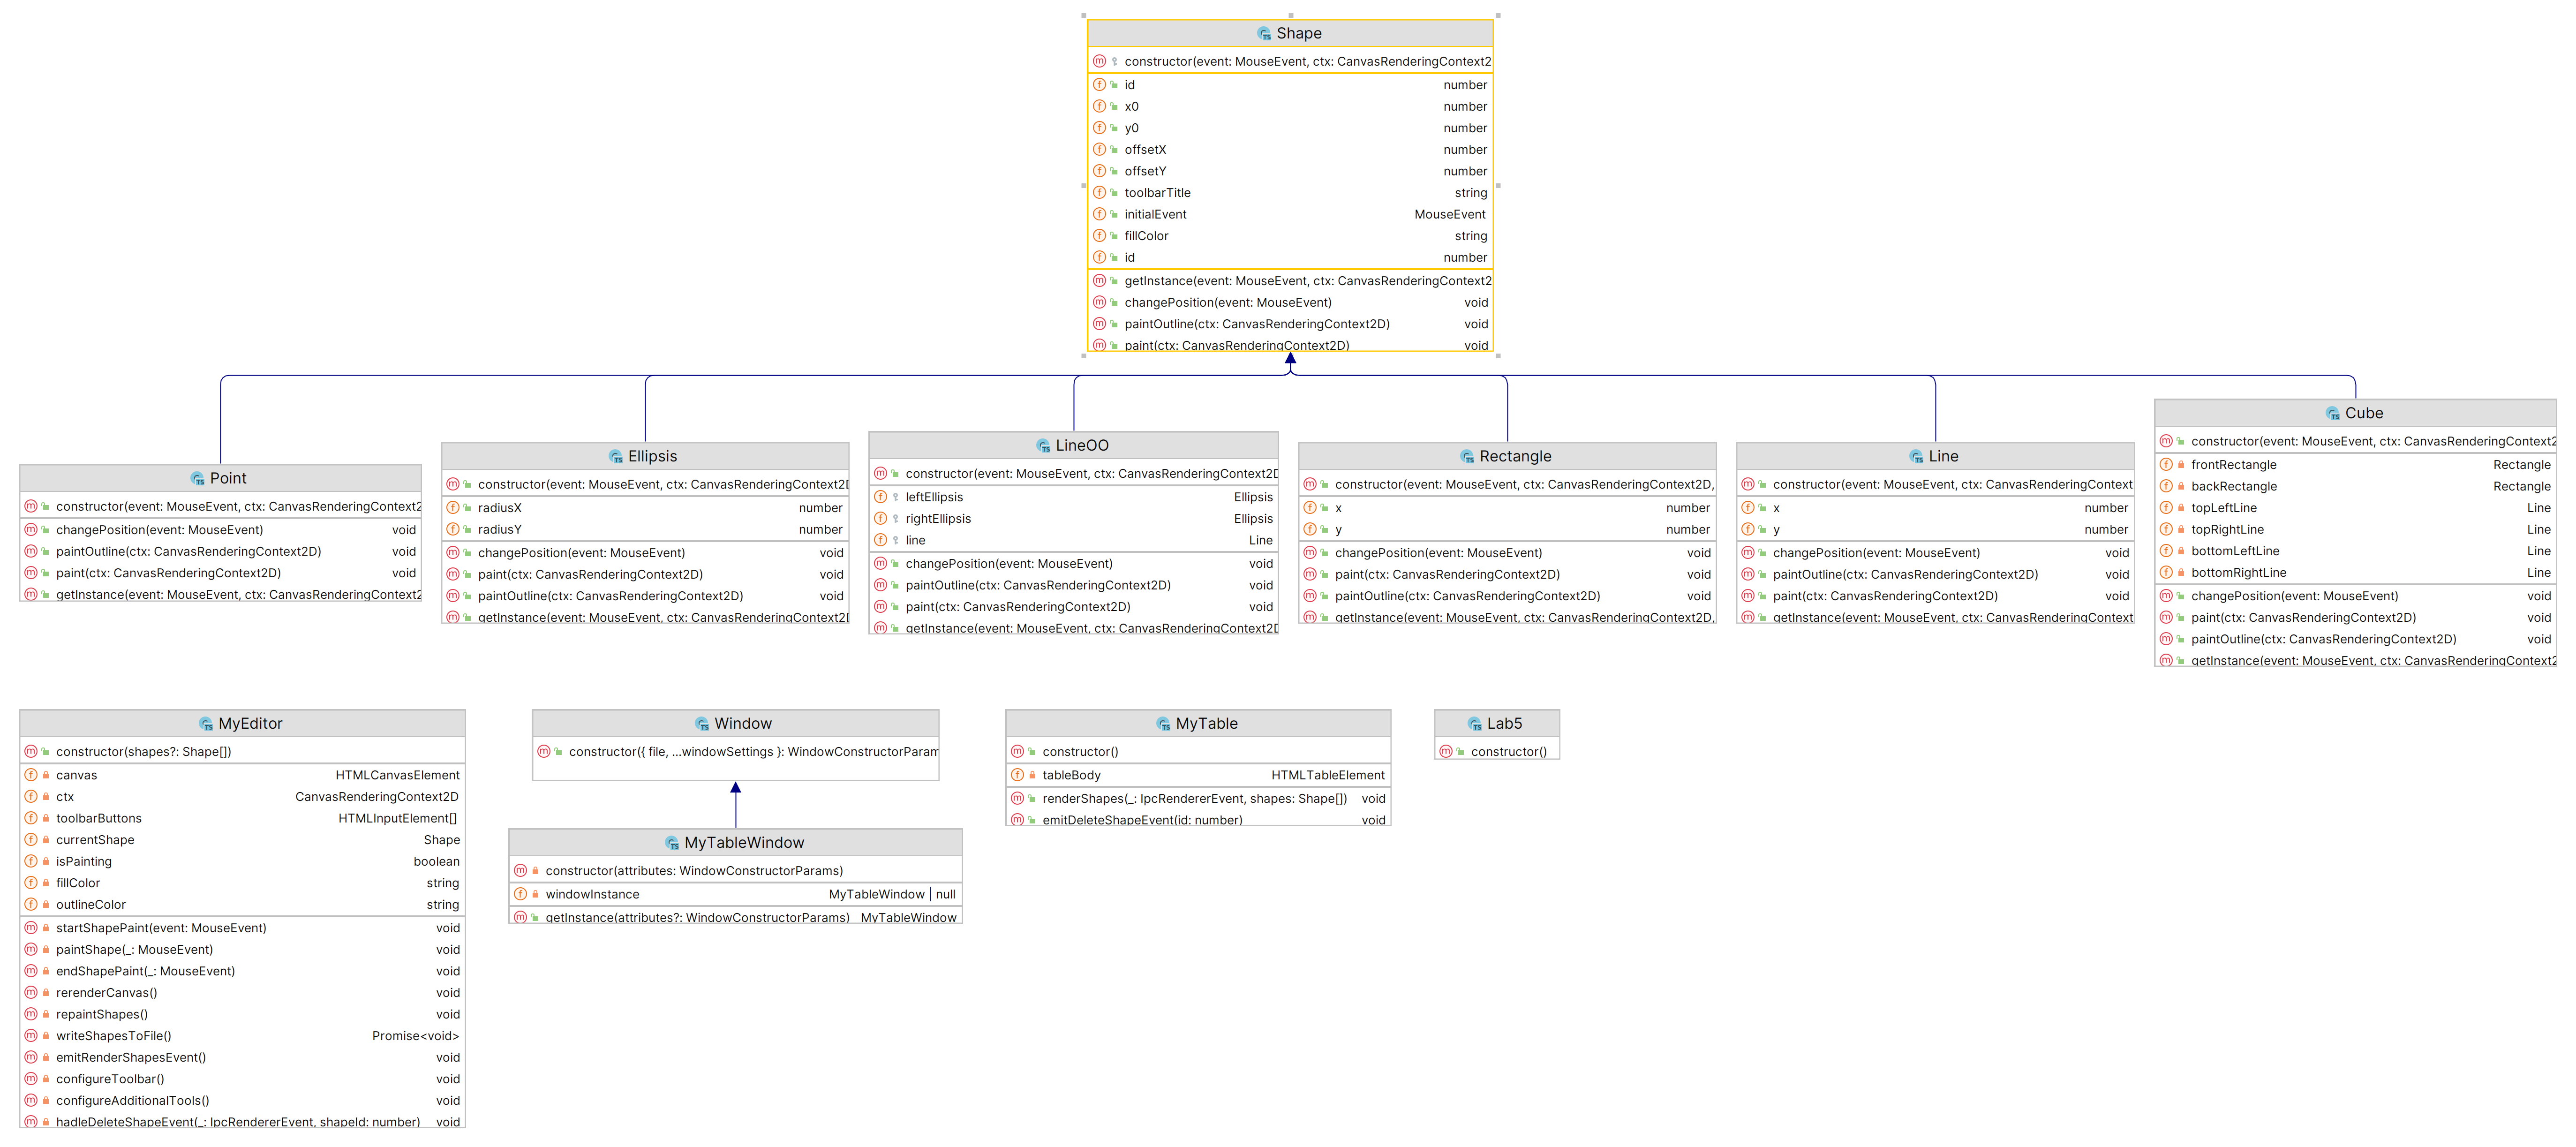 Shape
constructor(event: MouseEvent, ctx: CanvasRenderingContext2
id number
x0 number
y0 number
offsetX number
offsetY number
toolbarTitle string
initialEvent MouseEvent
fillColor string
id number
getInstance(event: MouseEvent, ctx: CanvasRenderingContext2
changePosition(event: MouseEvent) void
paintOutline(ctx: CanvasRenderingContext2D) void
paint(ctx: CanvasRenderingContext2D) void
Point
constructor(event: MouseEvent, ctx: CanvasRenderingContext2
changePosition(event: MouseEvent) void
paintOutline(ctx: CanvasRenderingContext2D) void
paint(ctx: CanvasRenderingContext2D) void
getInstance(event: MouseEvent, ctx: CanvasRenderingContext2
Ellipsis
constructor(event: MouseEvent, ctx: CanvasRenderingContext2D
radiusX number
radiusY number
changePosition(event: MouseEvent) void
paint(ctx: CanvasRenderingContext2D) void
paintOutline(ctx: CanvasRenderingContext2D) void
getInstance(event: MouseEvent, ctx: CanvasRenderingContext2D
LineOO
constructor(event: MouseEvent, ctx: CanvasRenderingContext2D
leftEllipsis Ellipsis
rightEllipsis Ellipsis
line Line
changePosition(event: MouseEvent) void
paintOutline(ctx: CanvasRenderingContext2D) void
paint(ctx: CanvasRenderingContext2D) void
getInstance(event: MouseEvent, ctx: CanvasRenderingContext2D
Rectangle
constructor(event: MouseEvent, ctx: CanvasRenderingContext2D,
x number
y number
changePosition(event: MouseEvent) void
paint(ctx: CanvasRenderingContext2D) void
paintOutline(ctx: CanvasRenderingContext2D) void
getInstance(event: MouseEvent, ctx: CanvasRenderingContext2D,
Line
constructor(event: MouseEvent, ctx: CanvasRenderingContext
x number
y number
changePosition(event: MouseEvent) void
paintOutline(ctx: CanvasRenderingContext2D) void
paint(ctx: CanvasRenderingContext2D) void
getInstance(event: MouseEvent, ctx: CanvasRenderingContext
Cube
constructor(event: MouseEvent, ctx: CanvasRenderingContext2
frontRectangle Rectangle
backRectangle Rectangle
topLeftLine Line
topRightLine Line
bottomLeftLine Line
bottomRightLine Line
changePosition(event: MouseEvent) void
paint(ctx: CanvasRenderingContext2D) void
paintOutline(ctx: CanvasRenderingContext2D) void
getInstance(event: MouseEvent, ctx: CanvasRenderingContext2
MyEditor
constructor(shapes?: Shape[])
canvas HTMLCanvasElement
ctx CanvasRenderingContext2D
toolbarButtons HTMLInputElement[]
currentShape Shape
isPainting boolean
fillColor string
outlineColor string
startShapePaint(event: MouseEvent) void
paintShape(_: MouseEvent) void
endShapePaint(_: MouseEvent) void
rerenderCanvas() void
repaintShapes() void
writeShapesToFile() Promise<void>
emitRenderShapesEvent() void
configureToolbar() void
configureAdditionalTools() void
hadleDeleteShapeEvent(_: IpcRendererEvent, shapeId: number) void
Window
constructor({ file, ...windowSettings }: WindowConstructorParam
MyTableWindow
constructor(attributes: WindowConstructorParams)
windowInstance MyTableWindow | null
getInstance(attributes?: WindowConstructorParams) MyTableWindow
MyTable
constructor()
tableBody HTMLTableElement
renderShapes(_: IpcRendererEvent, shapes: Shape[]) void
emitDeleteShapeEvent(id: number) void
Lab5
constructor()